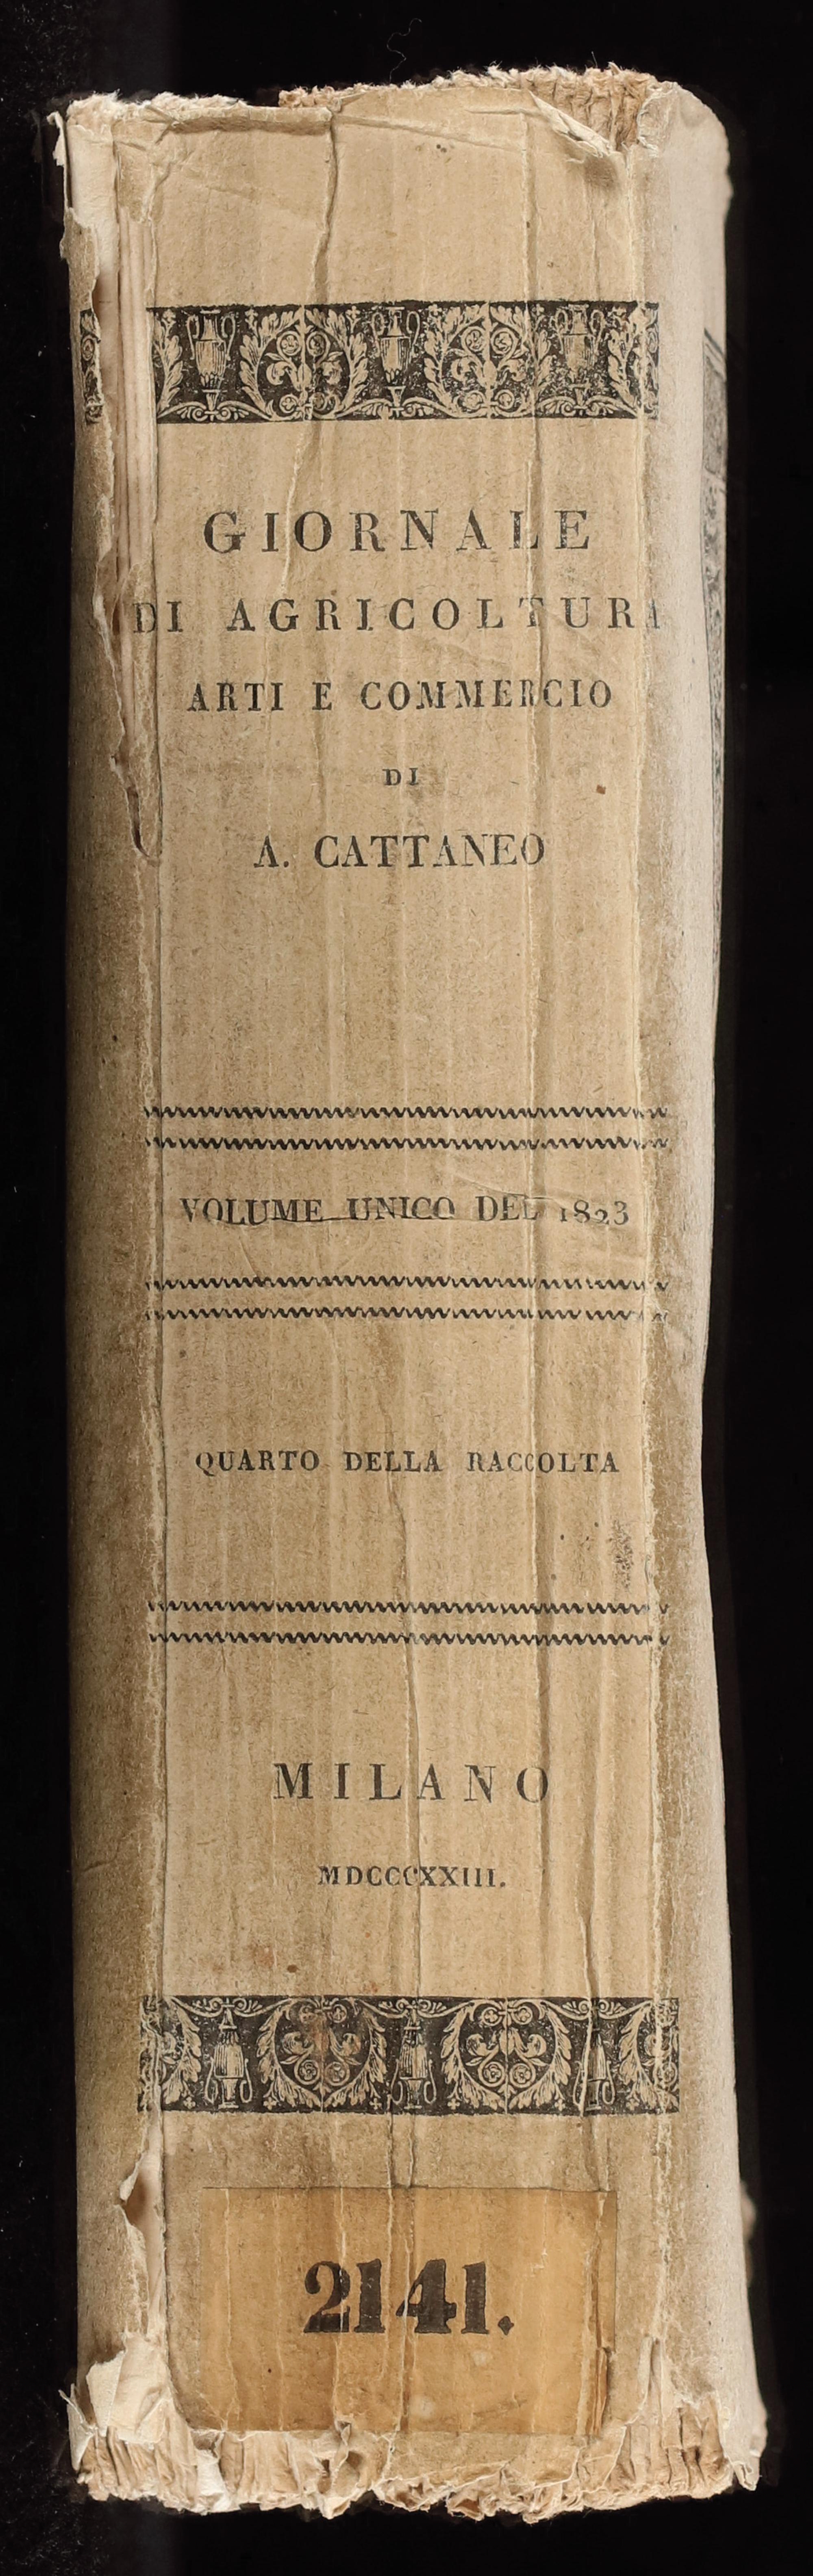 GIORNALE
DI AGRICOLTURA
ARTI E COMMERCIO
DI
A. CATTANEO
VOLUME UNICO DEL 1823
QUARTO DELLA RACCOLTA
MILANO
MDCCCXXIII.
2141.